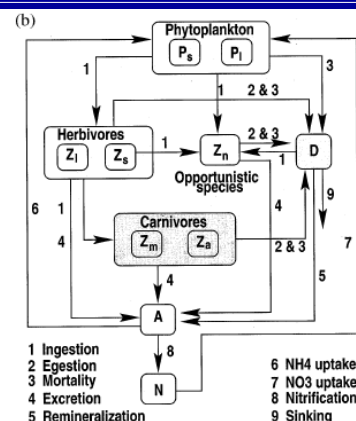 (b)
Phytoplankton
Ps Pl
1
1
2 & 3
3
Herbivores
Zl Zs
1
Zn
2 & 3
1
D
Opportunistic
species
6
1
4
4
9
7
Carnivores
Zm Za
2 & 3
5
4
A
8
N
1 Ingestion
2 Egestion
3 Mortality
4 Excretion
5 Remineralization
6 NH4 uptake
7 NO3 uptake
8 Nitrification
9 Sinking